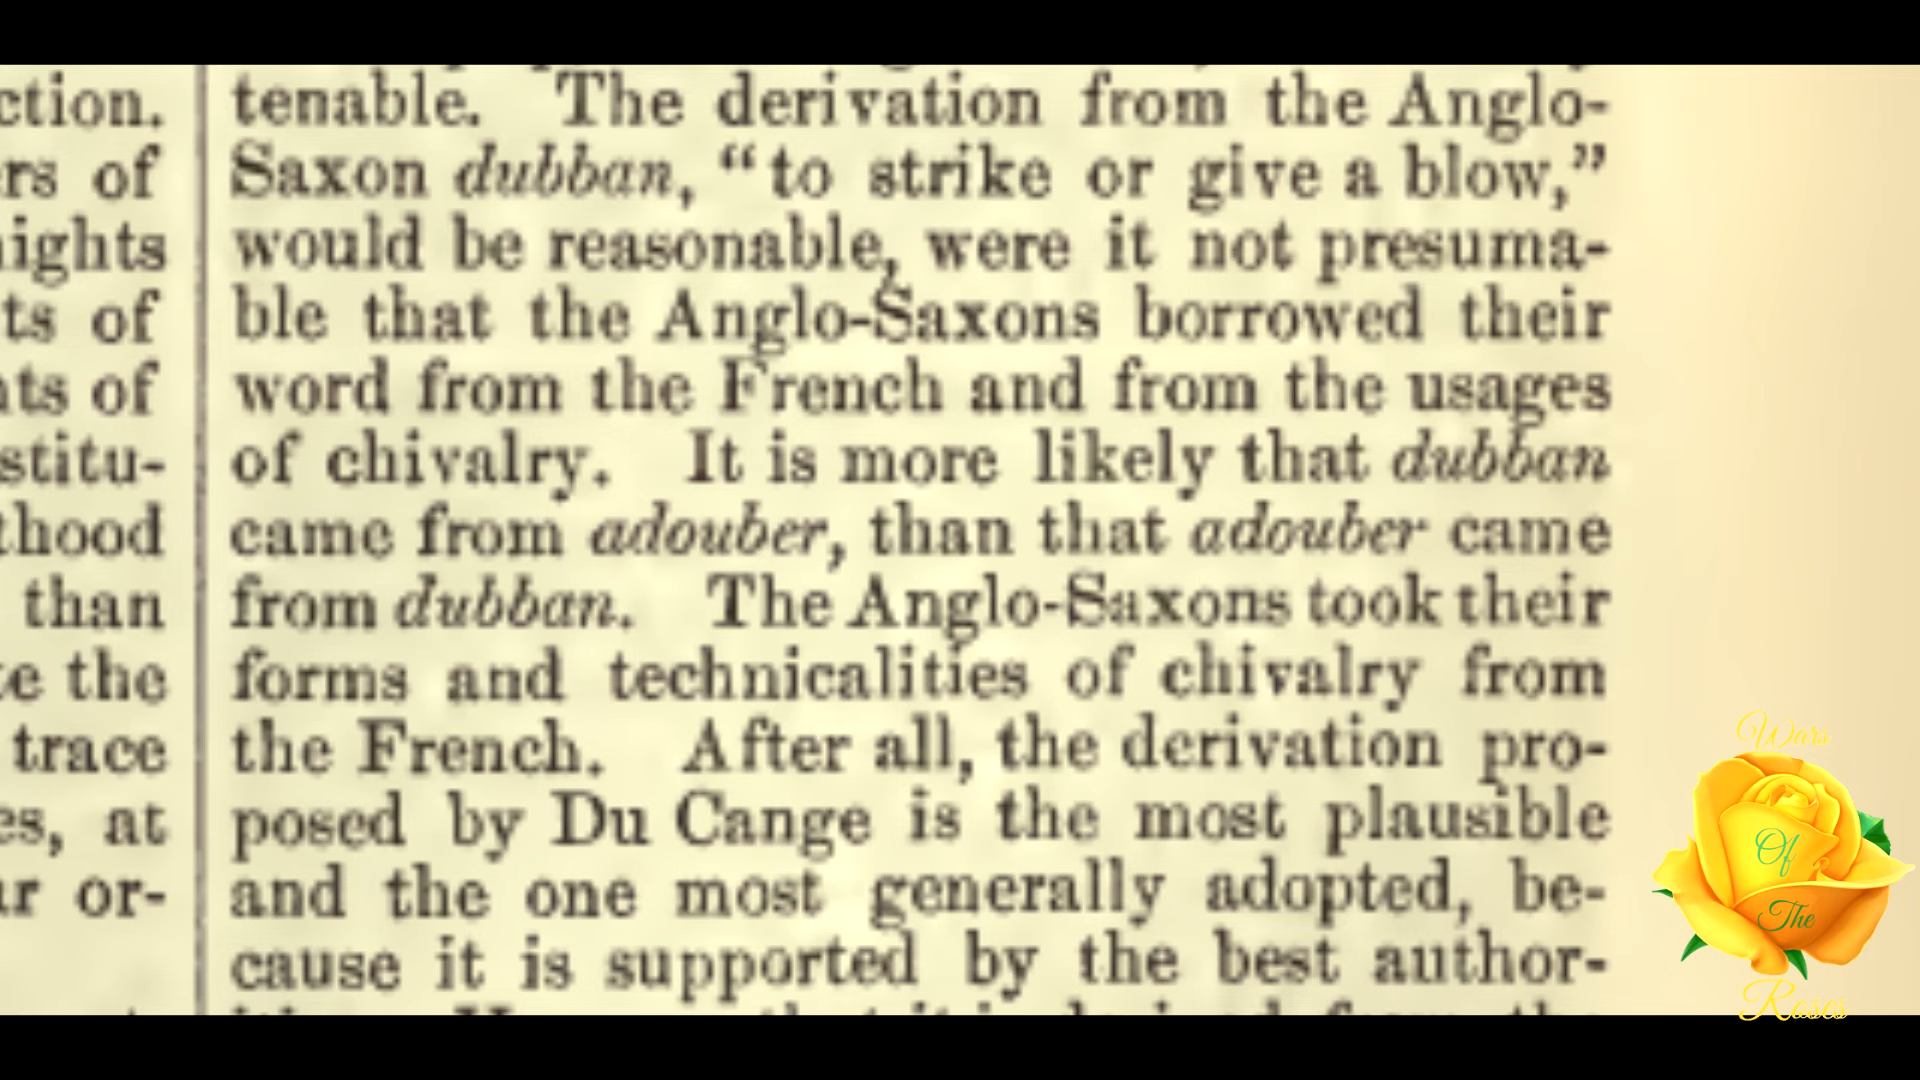 ction.
rs of
ights
ts of
nts of
stitu-
thood
than
te the
trace
es, at
ar or-
tenable. The derivation from the Anglo-
Saxon dubban, “to strike or give a blow,”
would be reasonable, were it not presuma-
ble that the Anglo-Saxons borrowed their
word from the French and from the usages
of chivalry. It is more likely that dubban
came from adouber, than that adouber came
from dubban. The Anglo-Saxons took their
forms and technicalities of chivalry from
the French. After all, the derivation pro-
posed by Du Cange is the most plausible
and the one most generally adopted, be-
cause it is supported by the best author-
Wars
Of
The
Roses